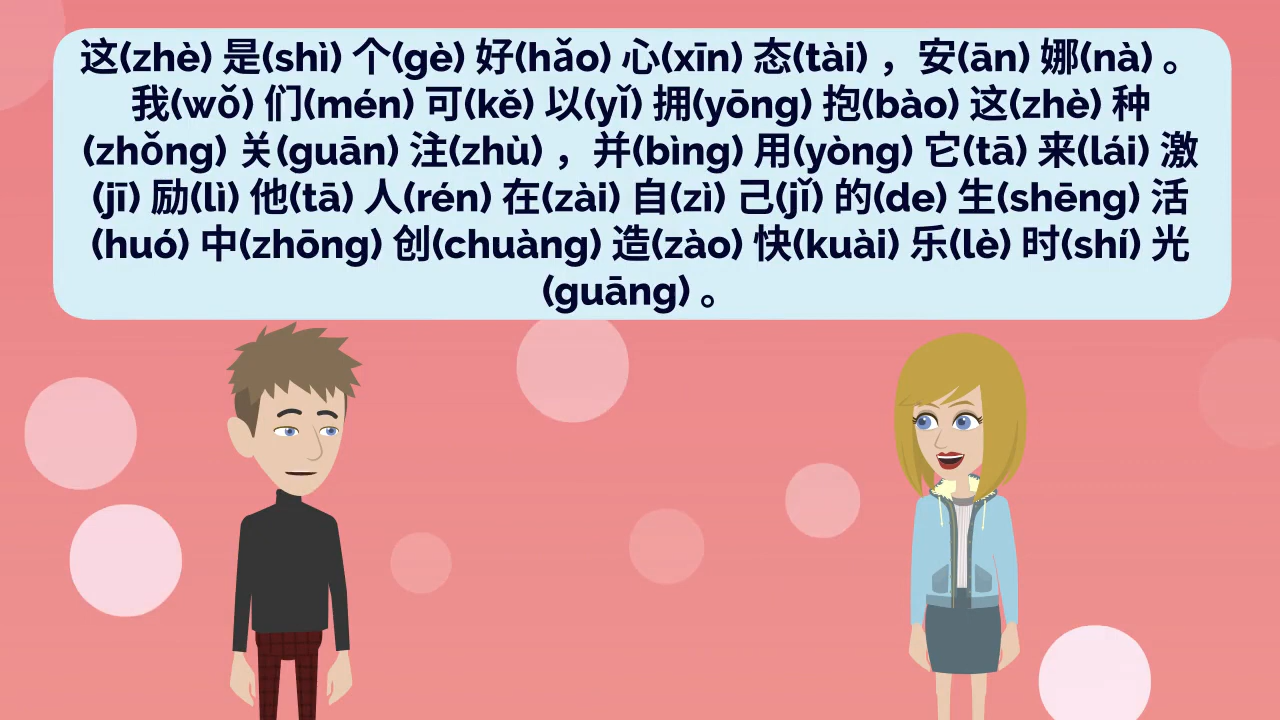 这(zhè) 是(shì) 个(gè) 好(hǎo) 心(xīn) 态(tài) ，安(ān) 娜(nà) 。
我(wǒ) 们(mén) 可(kě) 以(yǐ) 拥(yōng) 抱(bào) 这(zhè) 种
(zhǒng) 关(guān) 注(zhù) ，并(bìng) 用(yòng) 它(tā) 来(lái) 激
(jī) 励(lì) 他(tā) 人(rén) 在(zài) 自(zì) 己(jǐ) 的(de) 生(shēng) 活
(huó) 中(zhōng) 创(chuàng) 造(zào) 快(kuài) 乐(lè) 时(shí) 光
(guāng) 。